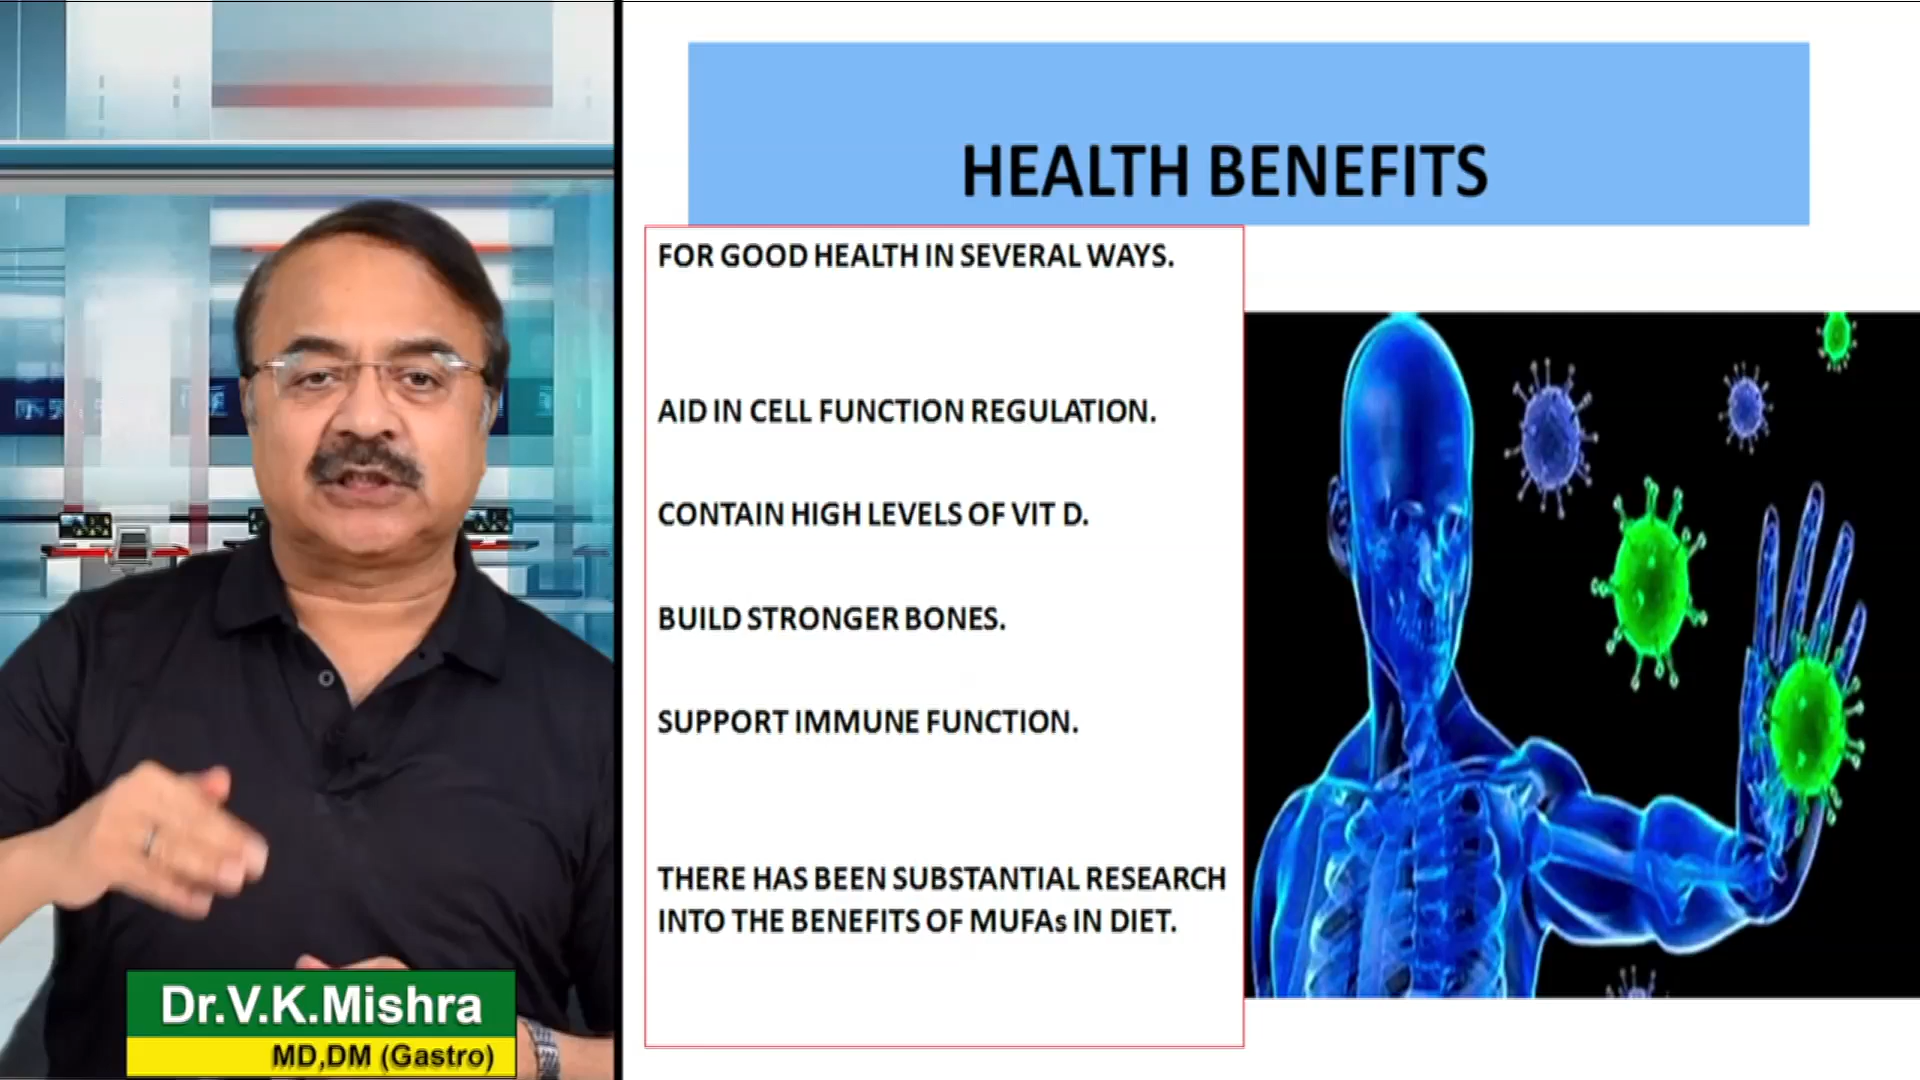 HEALTH BENEFITS
FOR GOOD HEALTH IN SEVERAL WAYS.
AID IN CELL FUNCTION REGULATION.
CONTAIN HIGH LEVELS OF VIT D.
BUILD STRONGER BONES.
SUPPORT IMMUNE FUNCTION.
THERE HAS BEEN SUBSTANTIAL RESEARCH
INTO THE BENEFITS OF MUFAs IN DIET.
Dr.V.K.Mishra
MD,DM (Gastro)